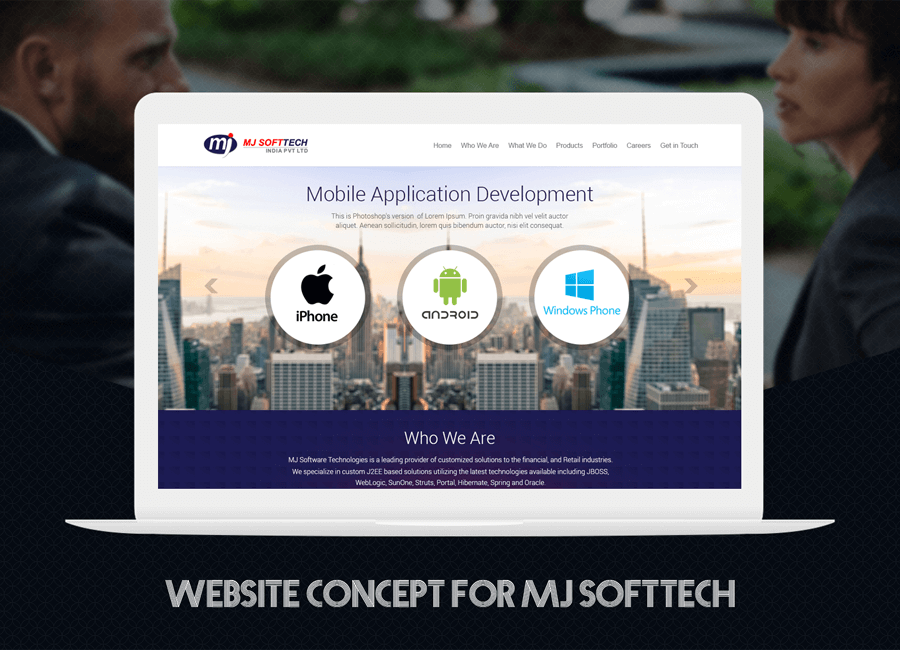 mj MJ SOFTTECH
INDIA PVT LTD
Home Who We Are What We Do Products Portfolio Careers Get in Touch
Mobile Application Development
This is Photoshop's version of Lorem Ipsum. Proin gravida nibh vel velit auctor
aliquet. Aenean sollicitudin, lorem quis bibendum auctor, nisi elit consequat.
iPhone
ANDROID
Windows Phone
Who We Are
MJ Software Technologies is a leading provider of customized solutions to the financial, and Retail industries.
We specialize in custom J2EE based solutions utilizing the latest technologies available including JBOSS,
WebLogic, SunOne, Struts, Portal, Hibernate, Spring and Oracle.
WEBSITE CONCEPT FOR MJ SOFTTECH